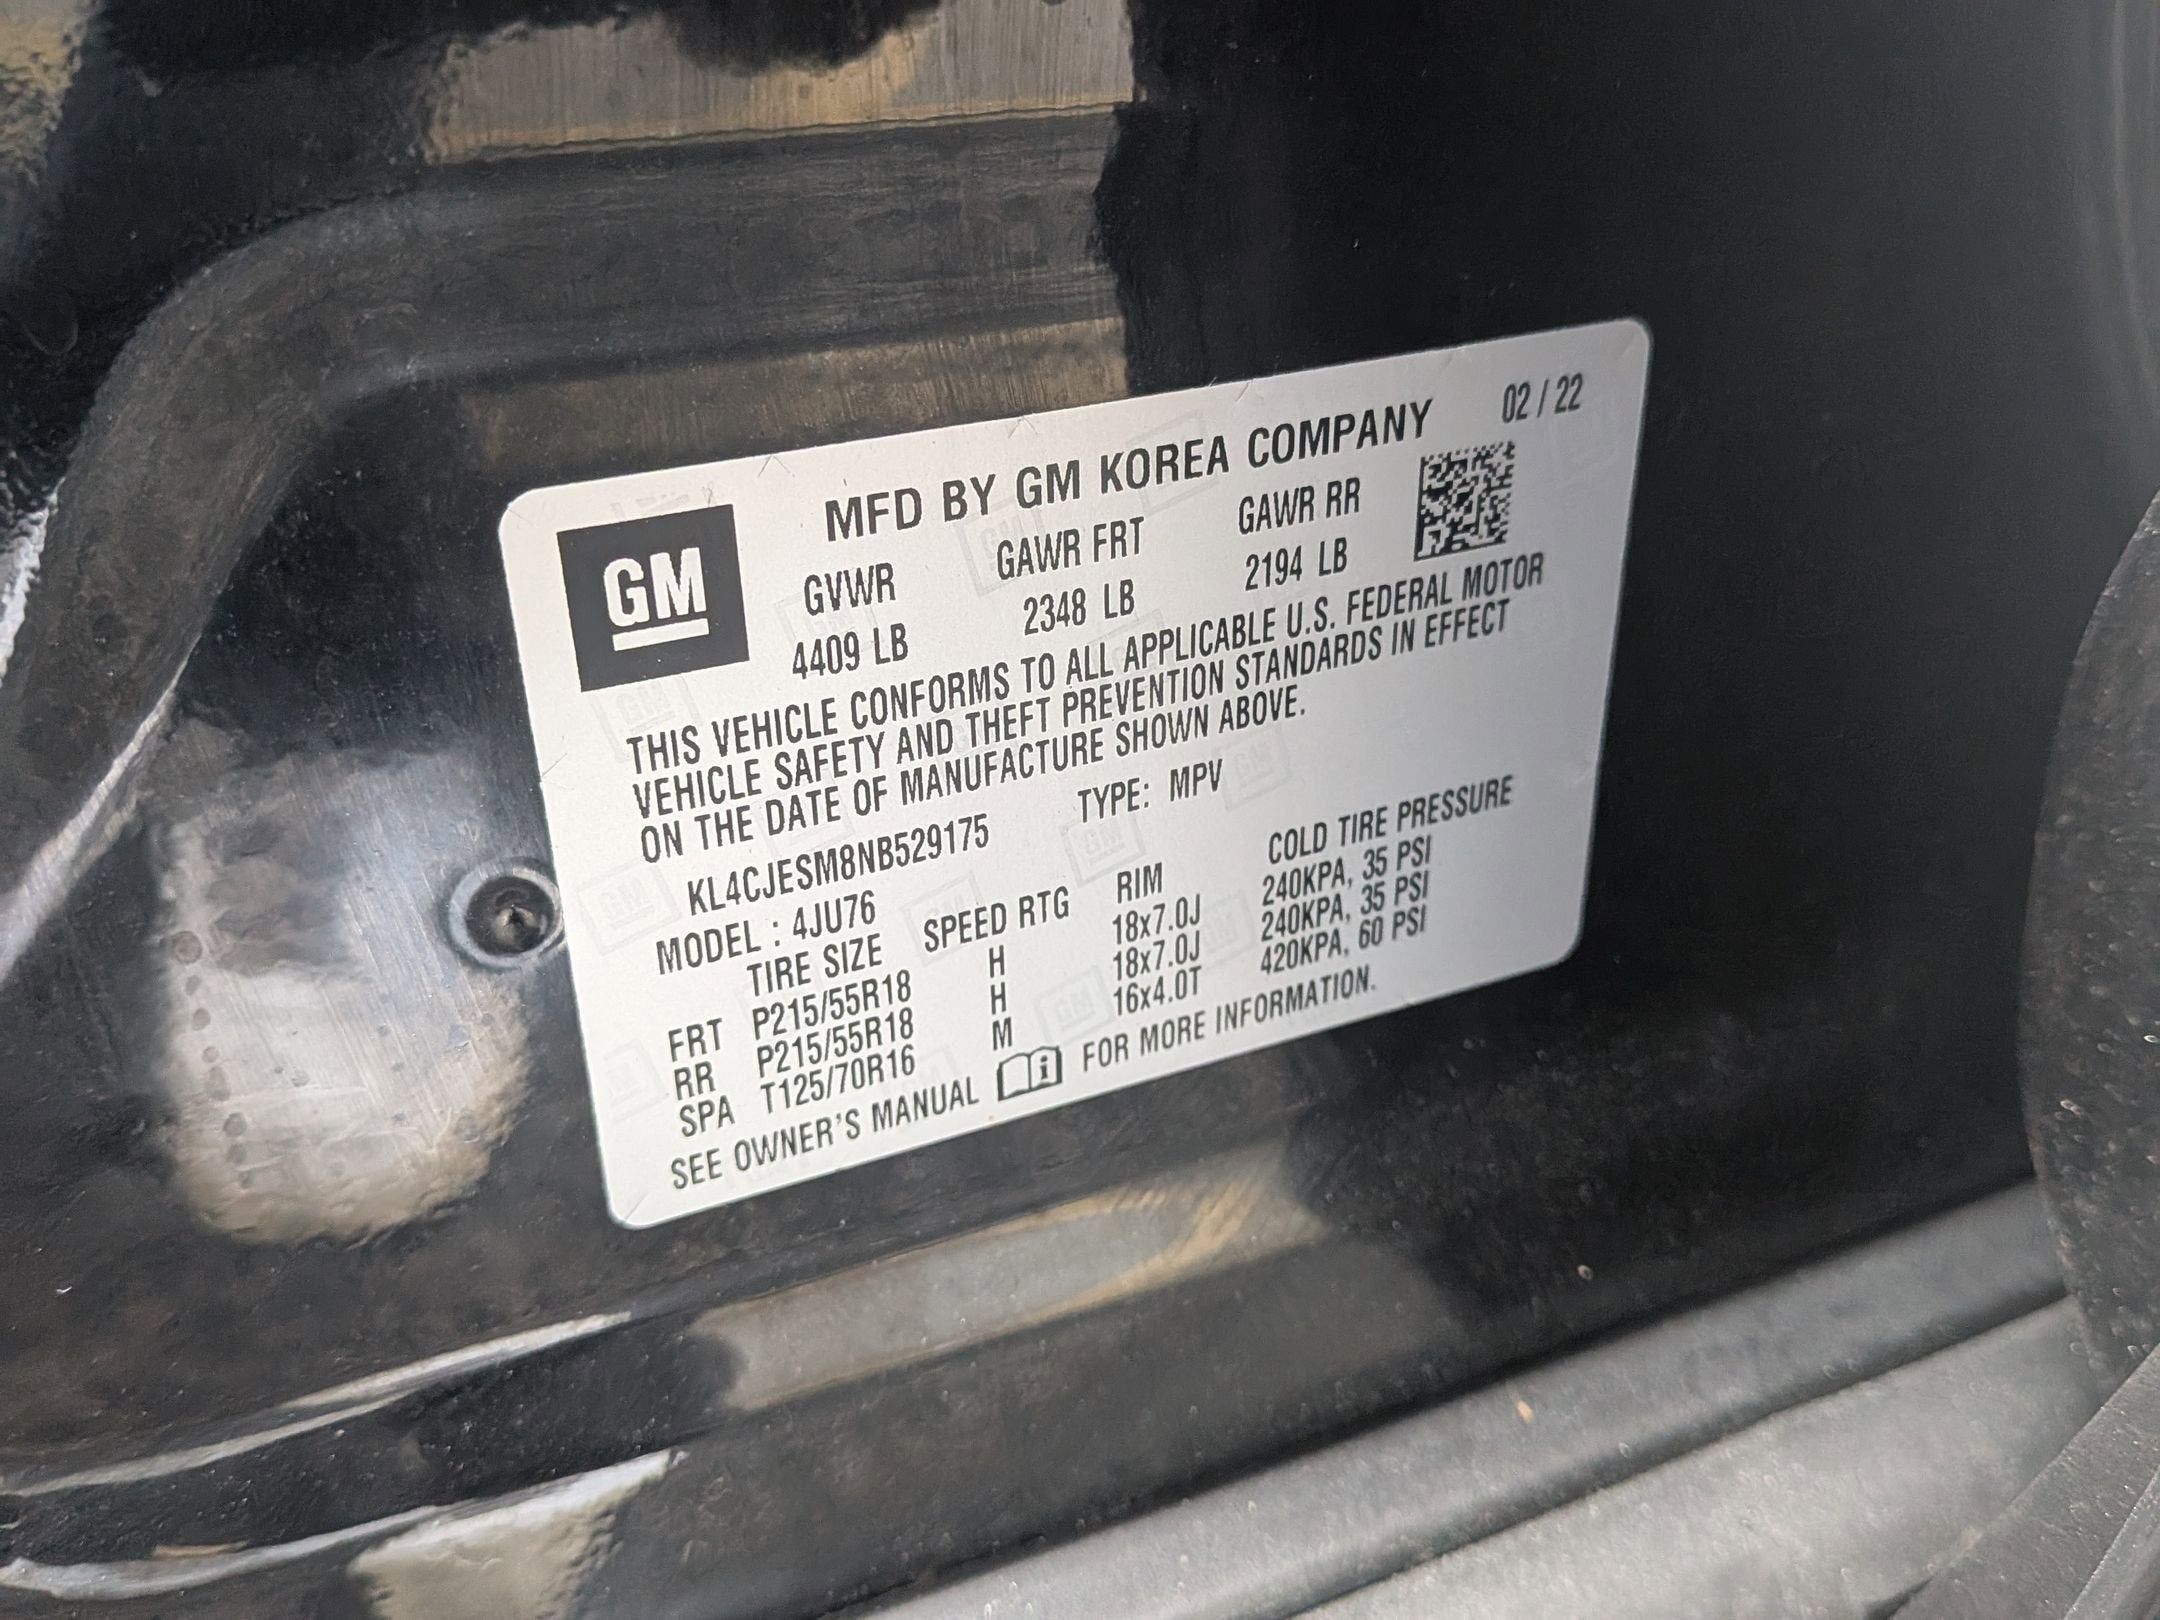 MFD BY GM KOREA COMPANY 02 / 22
GM
GVWR GAWR FRT GAWR RR
4409 LB 2348 LB 2194 LB
THIS VEHICLE CONFORMS TO ALL APPLICABLE U.S. FEDERAL MOTOR
VEHICLE SAFETY AND THEFT PREVENTION STANDARDS IN EFFECT
ON THE DATE OF MANUFACTURE SHOWN ABOVE.
KL4CJESM8NB529175 TYPE: MPV
MODEL : 4JU76
TIRE SIZE SPEED RTG RIM COLD TIRE PRESSURE
FRT P215/55R18 H 18x7.0J 240KPA, 35 PSI
RR P215/55R18 H 18x7.0J 240KPA, 35 PSI
SPA T125/70R16 M 16x4.0T 420KPA, 60 PSI
SEE OWNER'S MANUAL i FOR MORE INFORMATION.